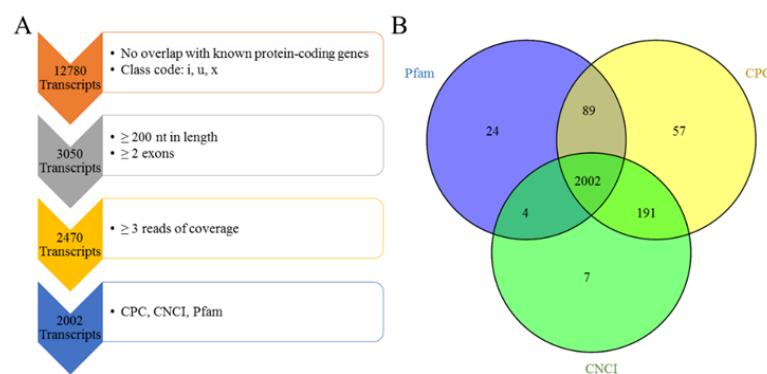 A
12780
Transcripts
• No overlap with known protein-coding genes
• Class code: i, u, x
3050
Transcripts
• ≥ 200 nt in length
• ≥ 2 exons
2470
Transcripts
• ≥ 3 reads of coverage
2002
Transcripts
• CPC, CNCI, Pfam
B
Pfam
CPC
24
89
57
2002
4
191
7
CNCI